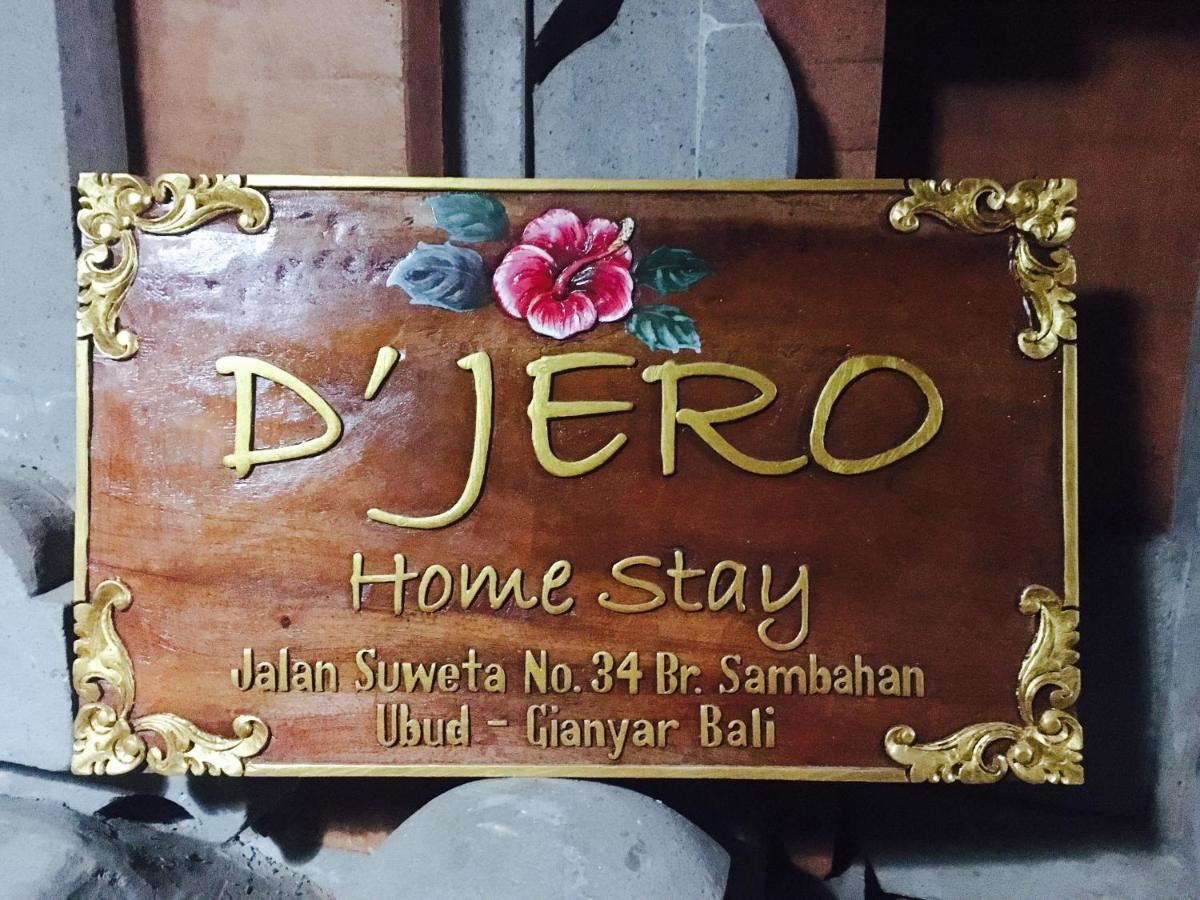 D'JERO
Home Stay
Jalan Suweta No. 34 Br. Sambahan
Ubud - Gianyar Bali